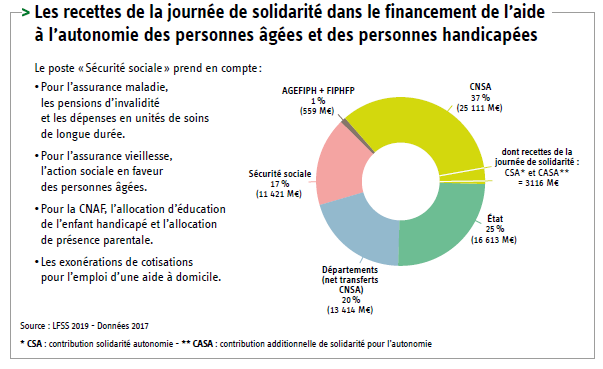 > Les recettes de la journée de solidarité dans le financement de l'aide
à l'autonomie des personnes âgées et des personnes handicapées
Le poste « Sécurité sociale » prend en compte :
• Pour l'assurance maladie,
les pensions d'invalidité
et les dépenses en unités de soins
de longue durée.
• Pour l'assurance vieillesse,
l'action sociale en faveur
des personnes âgées.
• Pour la CNAF, l'allocation d'éducation
de l'enfant handicapé et l'allocation
de présence parentale.
• Les exonérations de cotisations
pour l'emploi d'une aide à domicile.
AGEFIPH + FIPHFP
1 %
(559 M€)
CNSA
37 %
(25 111 M€)
dont recettes de la
journée de solidarité :
CSA* et CASA**
= 3116 M€
Sécurité sociale
17 %
(11 421 M€)
État
25 %
(16 613 M€)
Départements
(net transferts
CNSA)
20 %
(13 414 M€)
Source : LFSS 2019 - Données 2017
* CSA : contribution solidarité autonomie - ** CASA : contribution additionnelle de solidarité pour l'autonomie